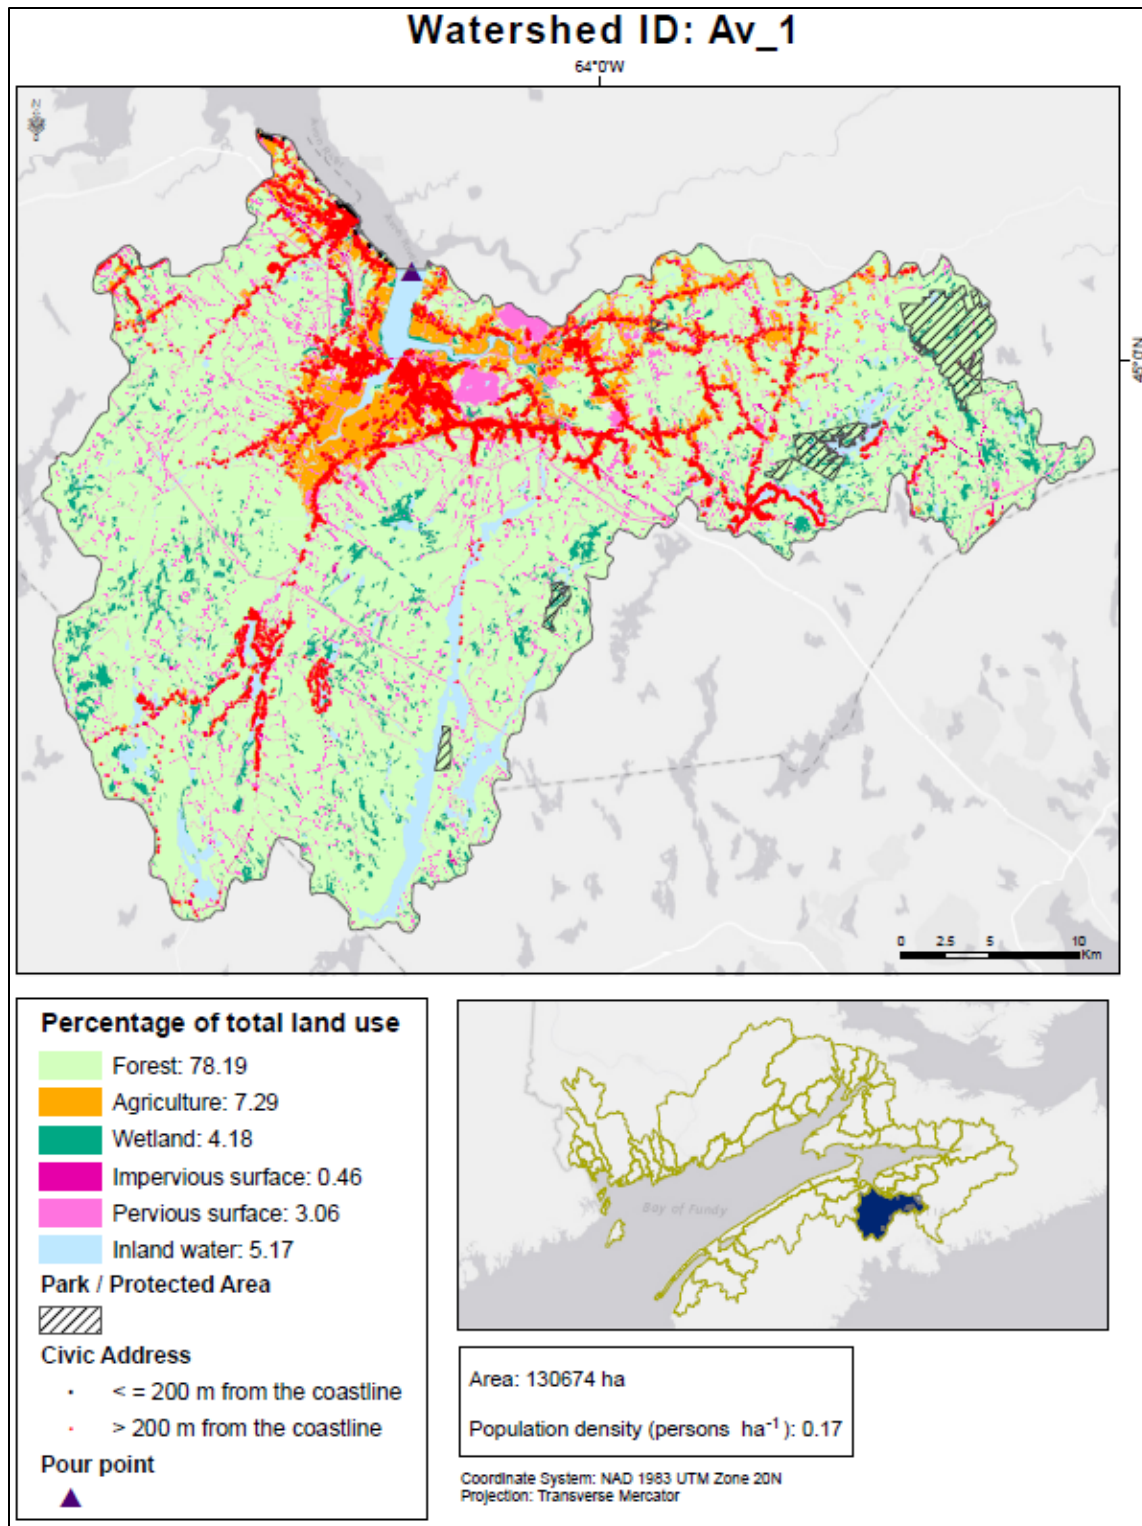 Watershed ID: Av_1
64°0'W
N
45°0'N
0 2.5 5 10
Km
Percentage of total land use
Forest: 78.19
Agriculture: 7.29
Wetland: 4.18
Impervious surface: 0.46
Pervious surface: 3.06
Inland water: 5.17
Park / Protected Area
Civic Address
< = 200 m from the coastline
> 200 m from the coastline
Pour point
Bay of Fundy
Area: 130674 ha
Population density (persons ha⁻¹): 0.17
Coordinate System: NAD 1983 UTM Zone 20N
Projection: Transverse Mercator